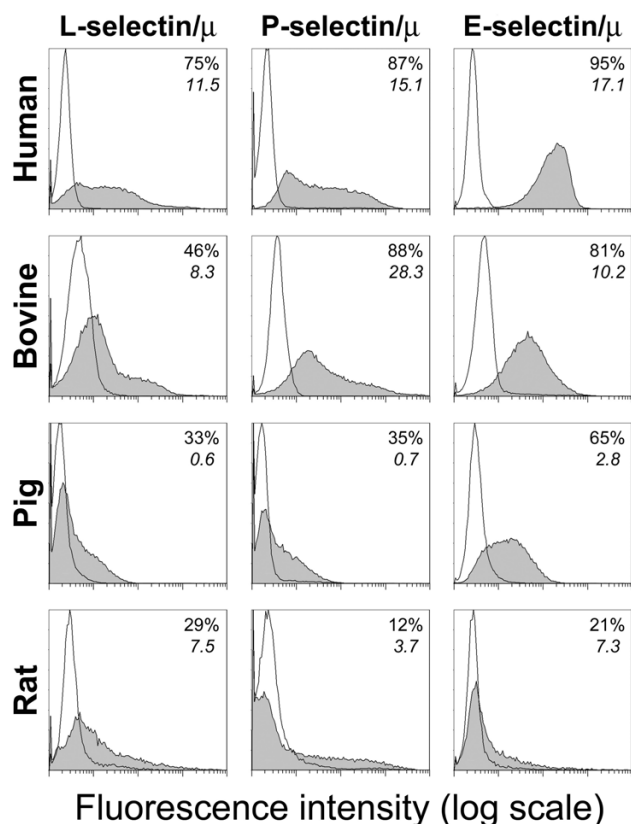 L-selectin/μ P-selectin/μ E-selectin/μ
Human
75% 87% 95%
11.5 15.1 17.1
Bovine
46% 88% 81%
8.3 28.3 10.2
Pig
33% 35% 65%
0.6 0.7 2.8
Rat
29% 12% 21%
7.5 3.7 7.3
Fluorescence intensity (log scale)